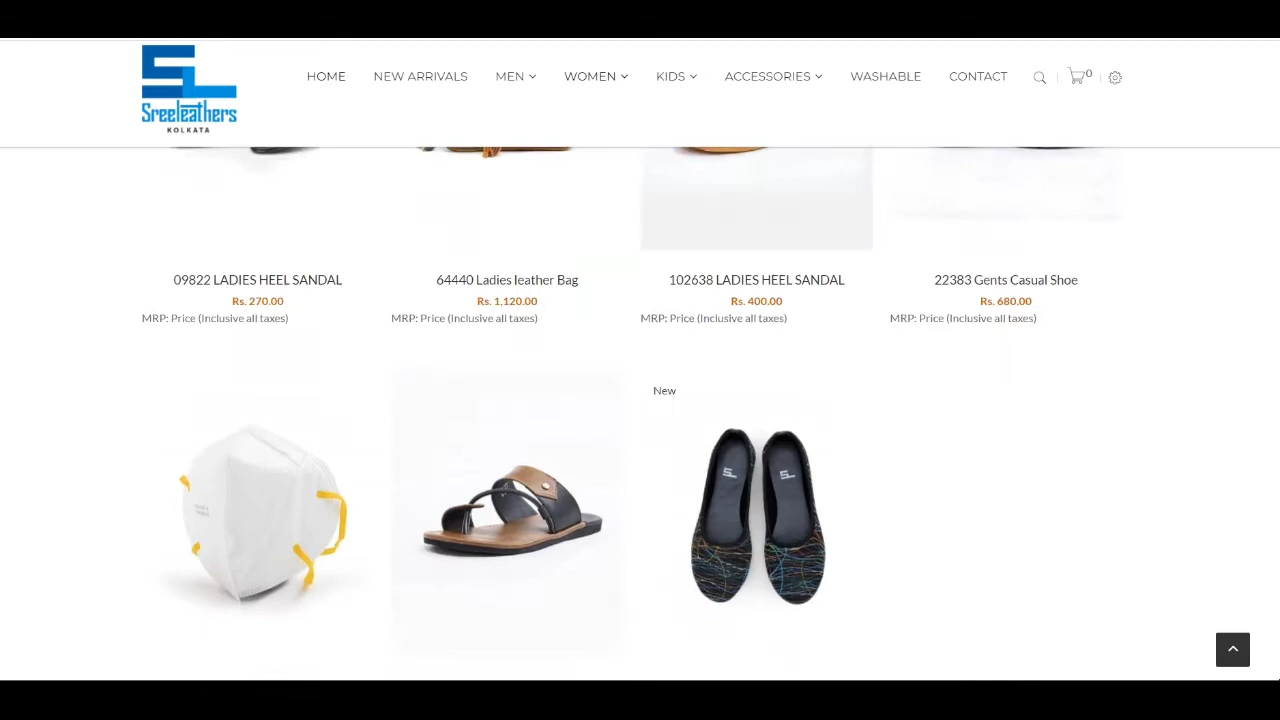 SL
Sreeleathers
KOLKATA
HOME NEW ARRIVALS MEN WOMEN KIDS ACCESSORIES WASHABLE CONTACT 0
09822 LADIES HEEL SANDAL 64440 Ladies leather Bag 102638 LADIES HEEL SANDAL 22383 Gents Casual Shoe
Rs. 270.00 Rs. 1,120.00 Rs. 400.00 Rs. 680.00
MRP: Price (Inclusive all taxes) MRP: Price (Inclusive all taxes) MRP: Price (Inclusive all taxes) MRP: Price (Inclusive all taxes)
New
SL SL